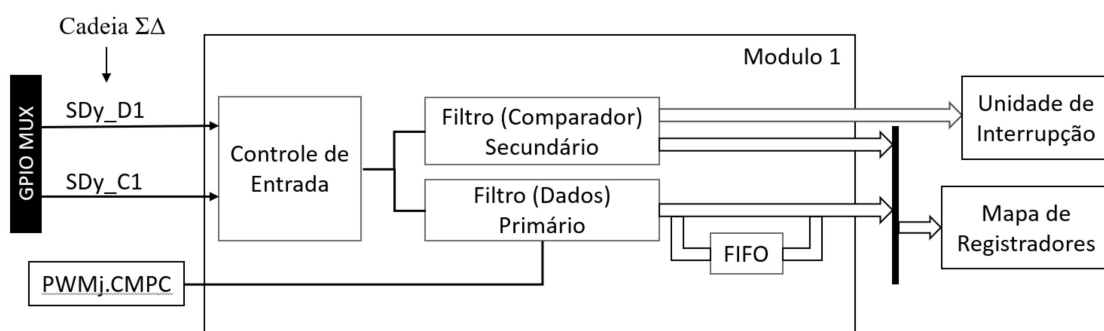 Cadeia ΣΔ
Modulo 1
GPIO MUX
SDy_D1
SDy_C1
Controle de
Entrada
Filtro (Comparador)
Secundário
Filtro (Dados)
Primário
FIFO
PWMj.CMPC
Unidade de
Interrupção
Mapa de
Registradores